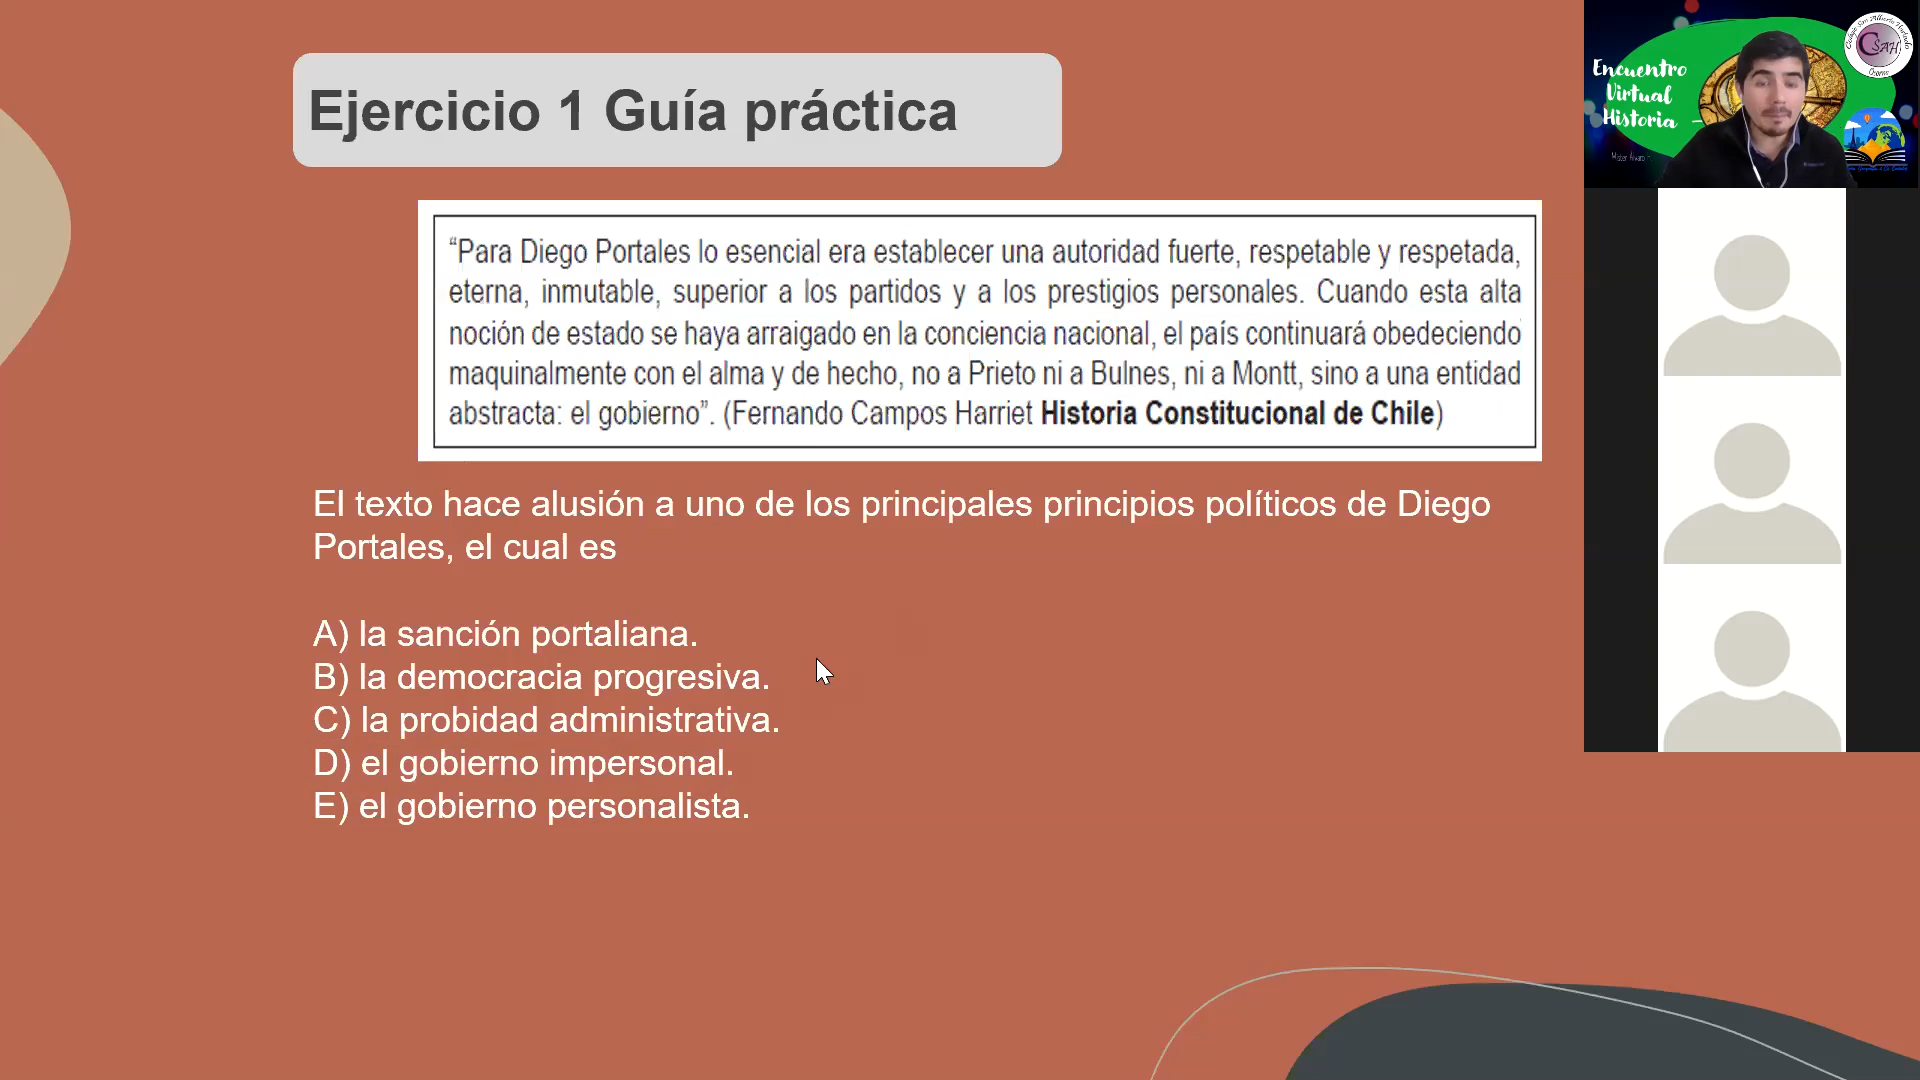 Ejercicio 1 Guía práctica
“Para Diego Portales lo esencial era establecer una autoridad fuerte, respetable y respetada,
eterna, inmutable, superior a los partidos y a los prestigios personales. Cuando esta alta
noción de estado se haya arraigado en la conciencia nacional, el país continuará obedeciendo
maquinalmente con el alma y de hecho, no a Prieto ni a Bulnes, ni a Montt, sino a una entidad
abstracta: el gobierno”. (Fernando Campos Harriet Historia Constitucional de Chile)
El texto hace alusión a uno de los principales principios políticos de Diego
Portales, el cual es
A) la sanción portaliana.
B) la democracia progresiva.
C) la probidad administrativa.
D) el gobierno impersonal.
E) el gobierno personalista.
Encuentro
Virtual
Historia
Colegio San Alberto Hurtado
CSAH